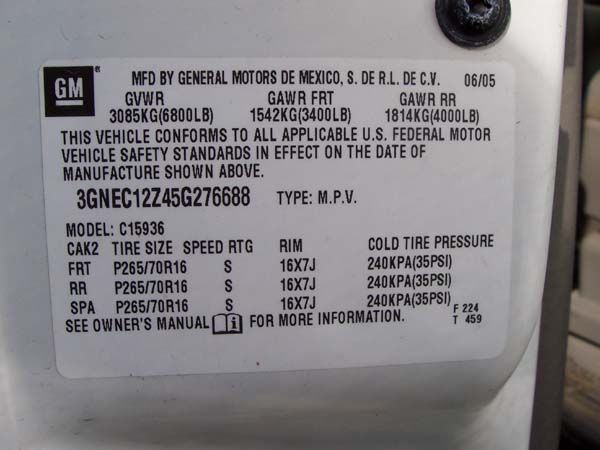 GM ® MFD BY GENERAL MOTORS DE MEXICO, S. DE R.L. DE C.V. 06/05
GVWR GAWR FRT GAWR RR
3085KG(6800LB) 1542KG(3400LB) 1814KG(4000LB)
THIS VEHICLE CONFORMS TO ALL APPLICABLE U.S. FEDERAL MOTOR
VEHICLE SAFETY STANDARDS IN EFFECT ON THE DATE OF
MANUFACTURE SHOWN ABOVE.
3GNEC12Z45G276688 TYPE: M.P.V.
MODEL: C15936
CAK2 TIRE SIZE SPEED RTG RIM COLD TIRE PRESSURE
FRT P265/70R16 S 16X7J 240KPA(35PSI)
RR P265/70R16 S 16X7J 240KPA(35PSI)
SPA P265/70R16 S 16X7J 240KPA(35PSI)
SEE OWNER'S MANUAL i FOR MORE INFORMATION.
F 224
T 459